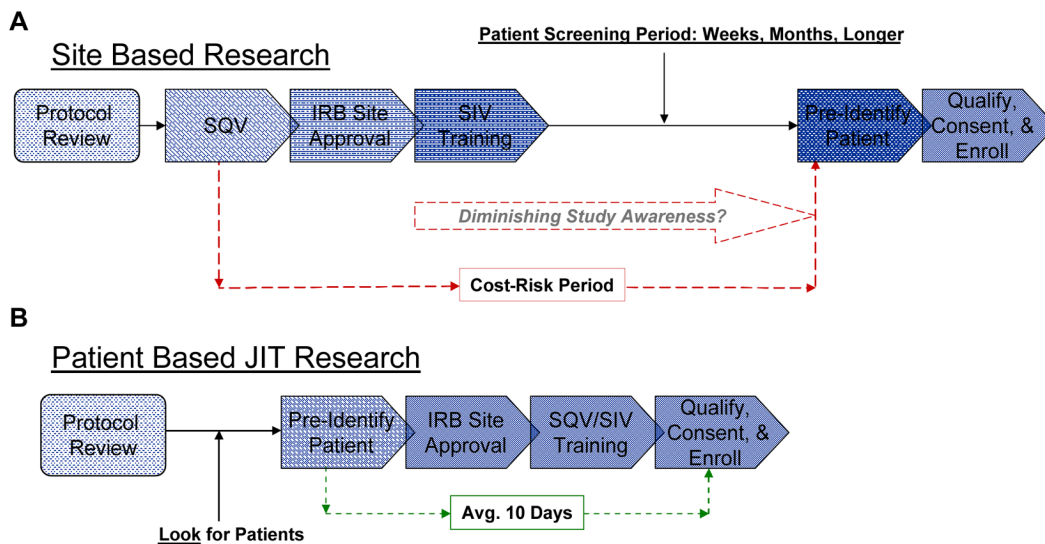 A
Patient Screening Period: Weeks, Months, Longer
Site Based Research
Protocol
Review
SQV
IRB Site
Approval
SIV
Training
Pre-Identify
Patient
Qualify,
Consent, &
Enroll
Diminishing Study Awareness?
Cost-Risk Period
B
Patient Based JIT Research
Protocol
Review
Pre-Identify
Patient
IRB Site
Approval
SQV/SIV
Training
Qualify,
Consent, &
Enroll
Avg. 10 Days
Look for Patients